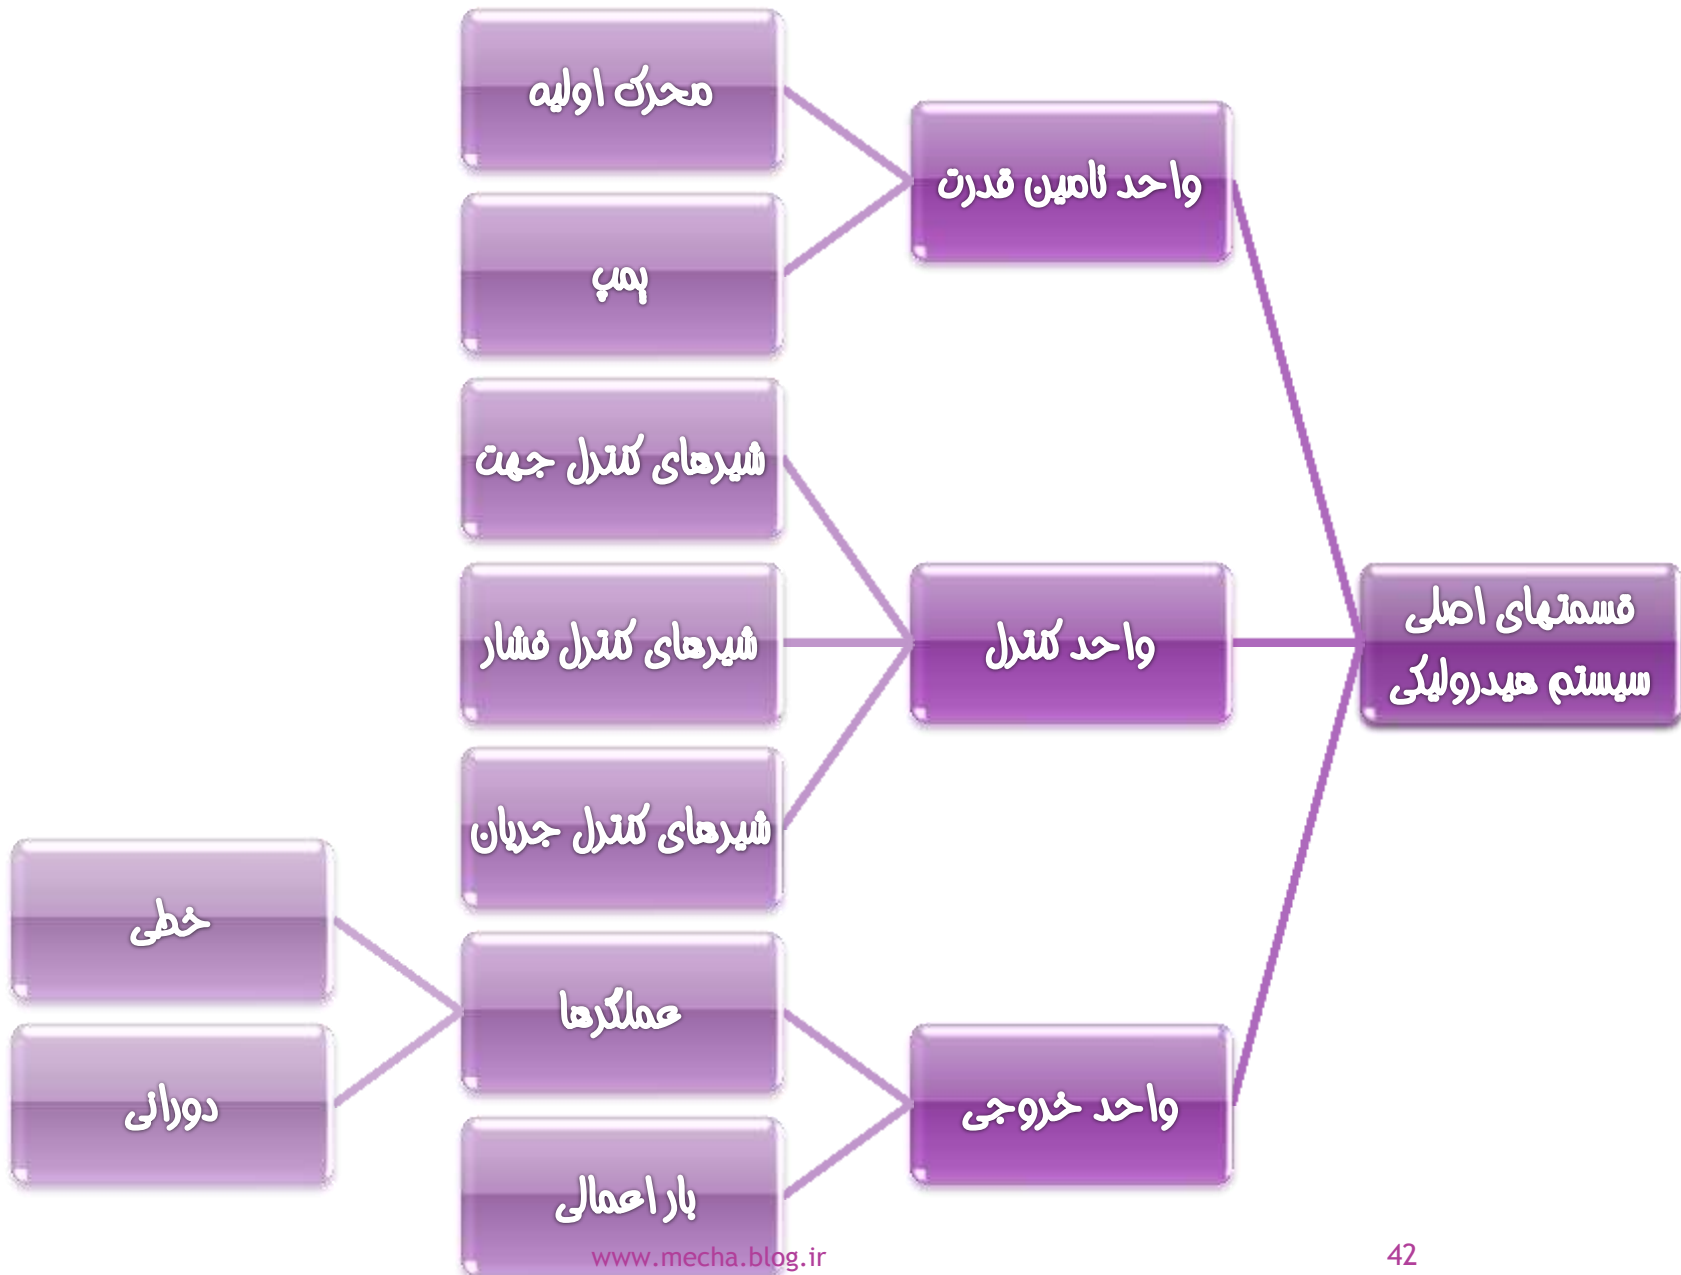 قسمتهای اصلی
سیستم هیدرولیکی
واحد تامین قدرت
محرک اولیه
پمپ
واحد کنترل
شیرهای کنترل جهت
شیرهای کنترل فشار
شیرهای کنترل جریان
واحد خروجی
عملگرها
خطی
دورانی
بار اعمالی
www.mecha.blog.ir
42